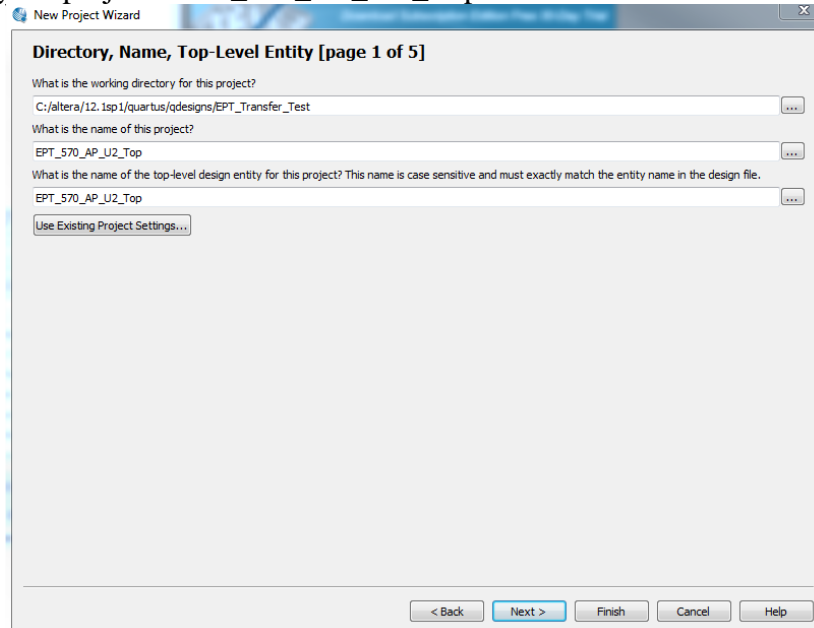 New Project Wizard
Directory, Name, Top-Level Entity [page 1 of 5]
What is the working directory for this project?
C:/altera/12.1sp1/quartus/qdesigns/EPT_Transfer_Test
...
What is the name of this project?
EPT_570_AP_U2_Top
...
What is the name of the top-level design entity for this project? This name is case sensitive and must exactly match the entity name in the design file.
EPT_570_AP_U2_Top
...
Use Existing Project Settings...
< Back Next > Finish Cancel Help